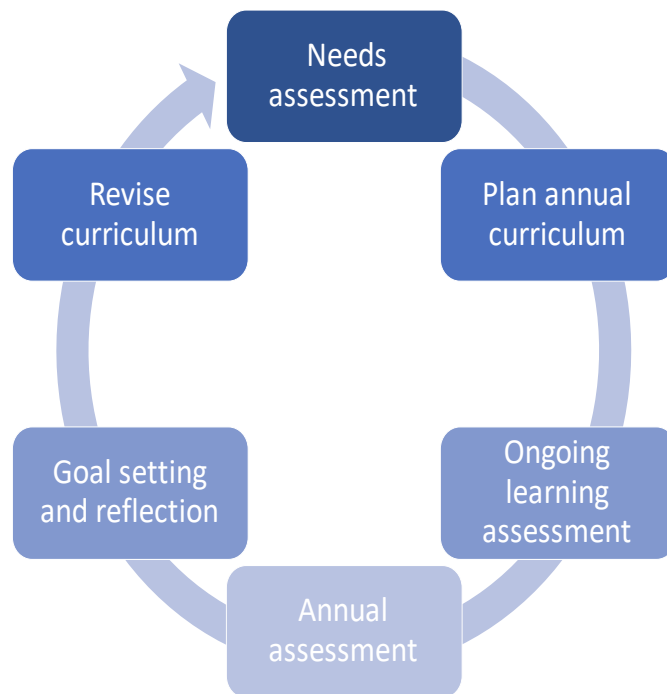 Needs
assessment
Plan annual
curriculum
Ongoing
learning
assessment
Annual
assessment
Goal setting
and reflection
Revise
curriculum